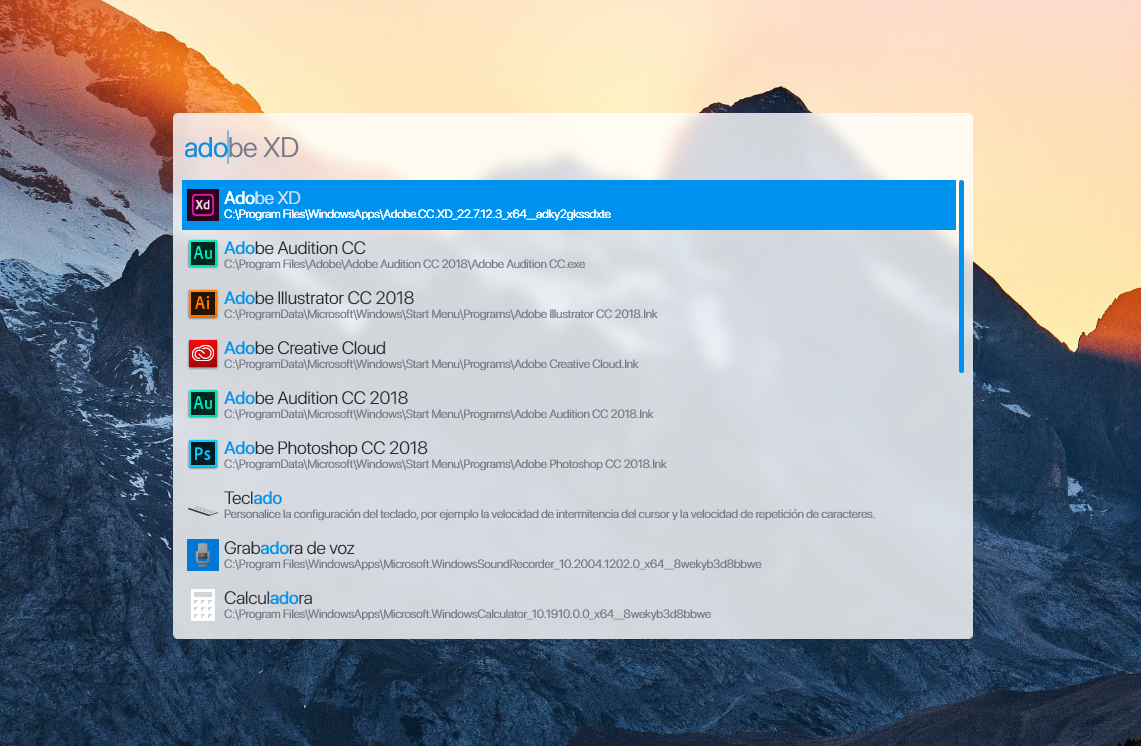 adobe XD
Xd
Adobe XD
C:\Program Files\WindowsApps\Adobe.CC.XD_22.7.12.3_x64__adky2gkssdxte
Au
Adobe Audition CC
C:\Program Files\Adobe\Adobe Audition CC 2018\Adobe Audition CC.exe
Ai
Adobe Illustrator CC 2018
C:\ProgramData\Microsoft\Windows\Start Menu\Programs\Adobe Illustrator CC 2018.lnk
Adobe Creative Cloud
C:\ProgramData\Microsoft\Windows\Start Menu\Programs\Adobe Creative Cloud.lnk
Au
Adobe Audition CC 2018
C:\ProgramData\Microsoft\Windows\Start Menu\Programs\Adobe Audition CC 2018.lnk
Ps
Adobe Photoshop CC 2018
C:\ProgramData\Microsoft\Windows\Start Menu\Programs\Adobe Photoshop CC 2018.lnk
Teclado
Personalice la configuración del teclado, por ejemplo la velocidad de intermitencia del cursor y la velocidad de repetición de caracteres.
Grabadora de voz
C:\Program Files\WindowsApps\Microsoft.WindowsSoundRecorder_10.2004.1202.0_x64__8wekyb3d8bbwe
Calculadora
C:\Program Files\WindowsApps\Microsoft.WindowsCalculator_10.1910.0.0_x64__8wekyb3d8bbwe